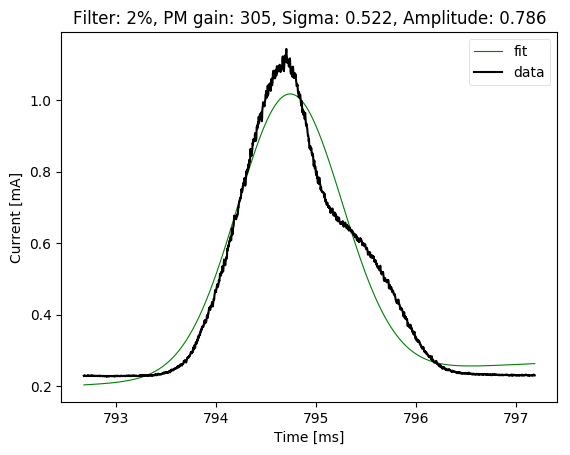 Filter: 2%, PM gain: 305, Sigma: 0.522, Amplitude: 0.786
fit
data
1.0
0.8
0.6
0.4
0.2
Current [mA]
793
794
795
796
797
Time [ms]